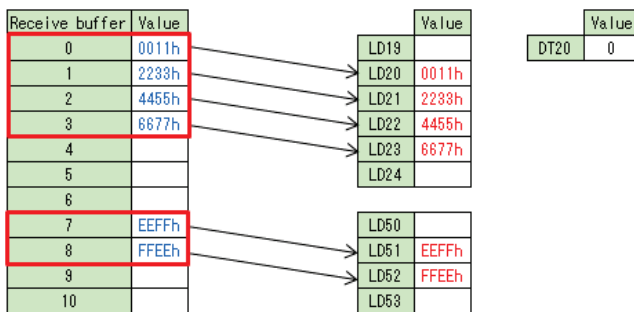 Receive buffer Value Value Value
0 0011h LD19 DT20 0
1 2233h LD20 0011h
2 4455h LD21 2233h
3 6677h LD22 4455h
4 LD23 6677h
5 LD24
6
7 EEFFh LD50
8 FFEEh LD51 EEFFh
9 LD52 FFEEh
10 LD53